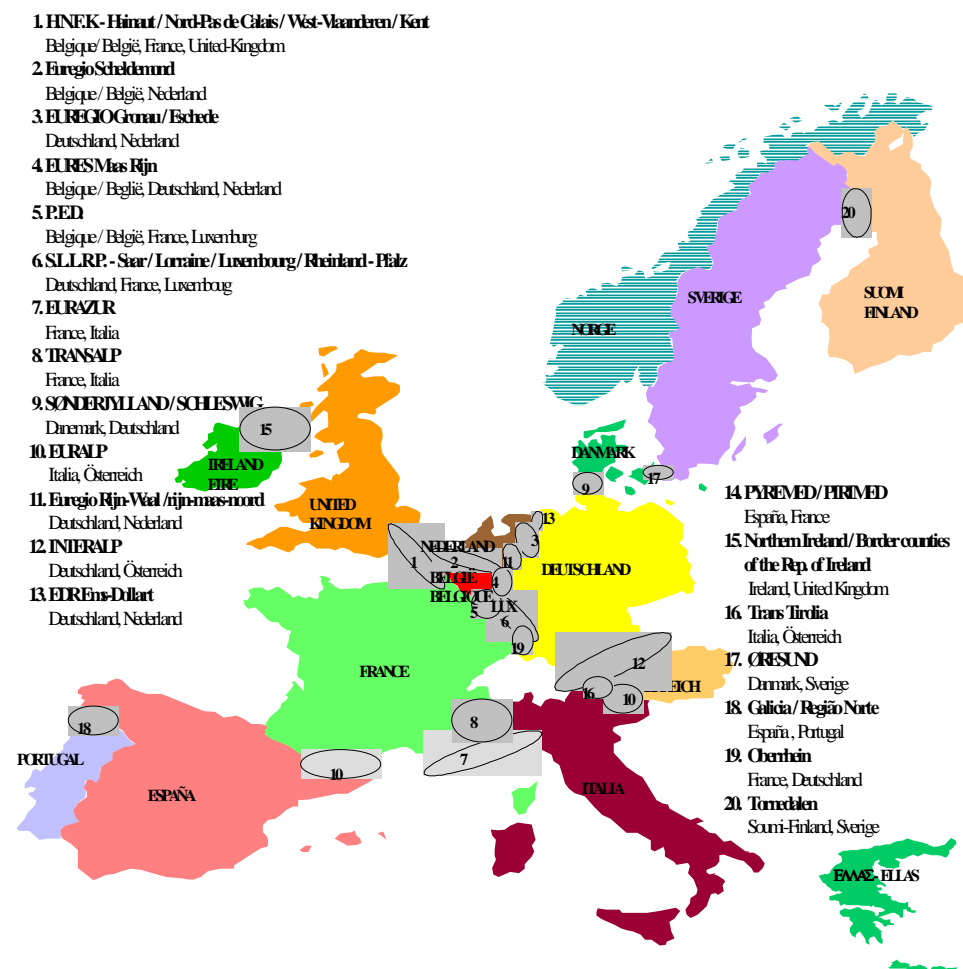 1. H.N.F.K - Hainaut / Nord-Pas de Calais / West-Vlaanderen / Kent
Belgique/ België, France, United-Kingdom
2. Euregio Scheldemond
Belgique / België, Nederland
3. EUREGIO Gronau / Eschede
Deutschland, Nederland
4. EURES Maas Rijn
Belgique / Beglië, Deutschland, Nederland
5. P.E.D.
Belgique / België, France, Luxemburg
6. S.L.L.R.P. - Saar / Lorraine / Luxembourg / Rheinland - Pfalz
Deutschland, France, Luxemboug
7. EURAZUR
France, Italia
8. TRANSALP
France, Italia
9. SØNDERJYLLAND / SCHLESWIG
Danemark, Deutschland
10. EURALP
Italia, Österreich
11. Euregio Rijn-Waal /rijn-maas-noord
Deutschland, Nederland
12. INTERALP
Deutschland, Österreich
13. EDR Ems-Dollart
Deutschland, Nederland
14. PYREMED / PIRIMED
España, France
15. Northern Ireland / Border counties
of the Rep. of Ireland
Ireland, United Kingdom
16. Trans Tirolia
Italia, Österreich
17. ØRESUND
Danmark, Sverige
18. Galicia / Região Norte
España , Portugal
19. Oberrhein
France, Deutschland
20. Tornedalen
Soumi-Finland, Sverige
20
SVERIGE
SUOMI
FINLAND
NORGE
15
IRELAND
EIRE
DANMARK
17
9
UNITED
KINGDOM
13
3
NEDERLAND
1
2
11
DEUTSCHLAND
BELGIË
BELGIQUE
4
LUX
5
6
19
FRANCE
12
16
10
EICH
18
8
7
10
PORTUGAL
ESPAÑA
ITALIA
ΕΛΛΑΣ - ELLAS